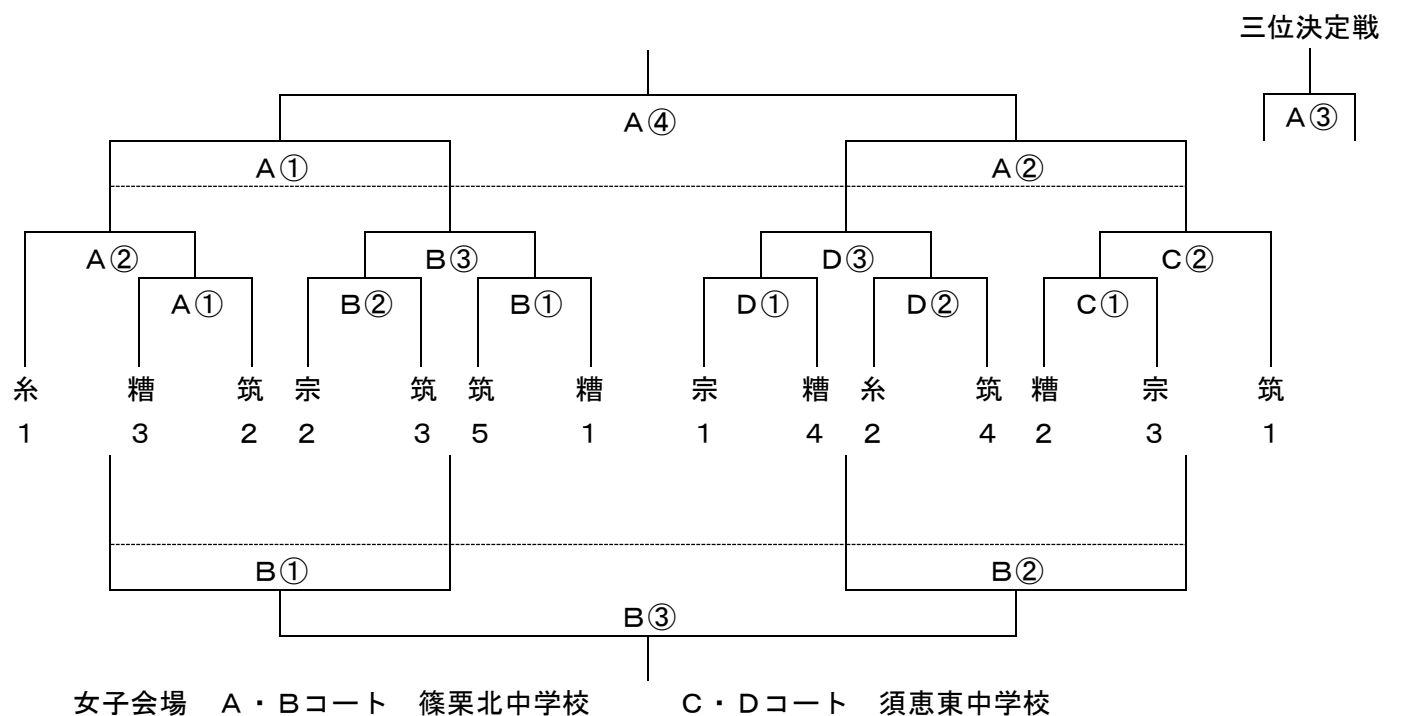 三位決定戦
A④ A③
A① A②
A② B③ D③ C②
A① B② B① D① D② C①
糸 糟 筑 宗 筑 筑 糟 宗 糟 糸 筑 糟 宗 筑
1 3 2 2 3 5 1 1 4 2 4 2 3 1
B① B②
B③
女子会場 A・Bコート 篠栗北中学校 C・Dコート 須恵東中学校